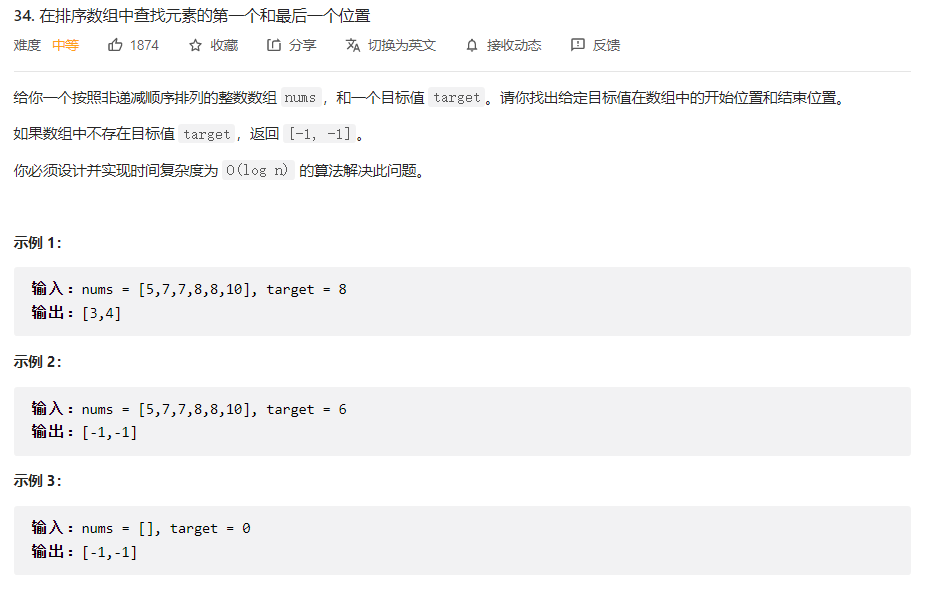 34. 在排序数组中查找元素的第一个和最后一个位置
难度 中等 1874 收藏 分享 切换为英文 接收动态 反馈
给你一个按照非递减顺序排列的整数数组 nums，和一个目标值 target。请你找出给定目标值在数组中的开始位置和结束位置。
如果数组中不存在目标值 target，返回 [-1, -1]。
你必须设计并实现时间复杂度为 O(log n) 的算法解决此问题。
示例 1：
输入：nums = [5,7,7,8,8,10], target = 8
输出：[3,4]
示例 2：
输入：nums = [5,7,7,8,8,10], target = 6
输出：[-1,-1]
示例 3：
输入：nums = [], target = 0
输出：[-1,-1]